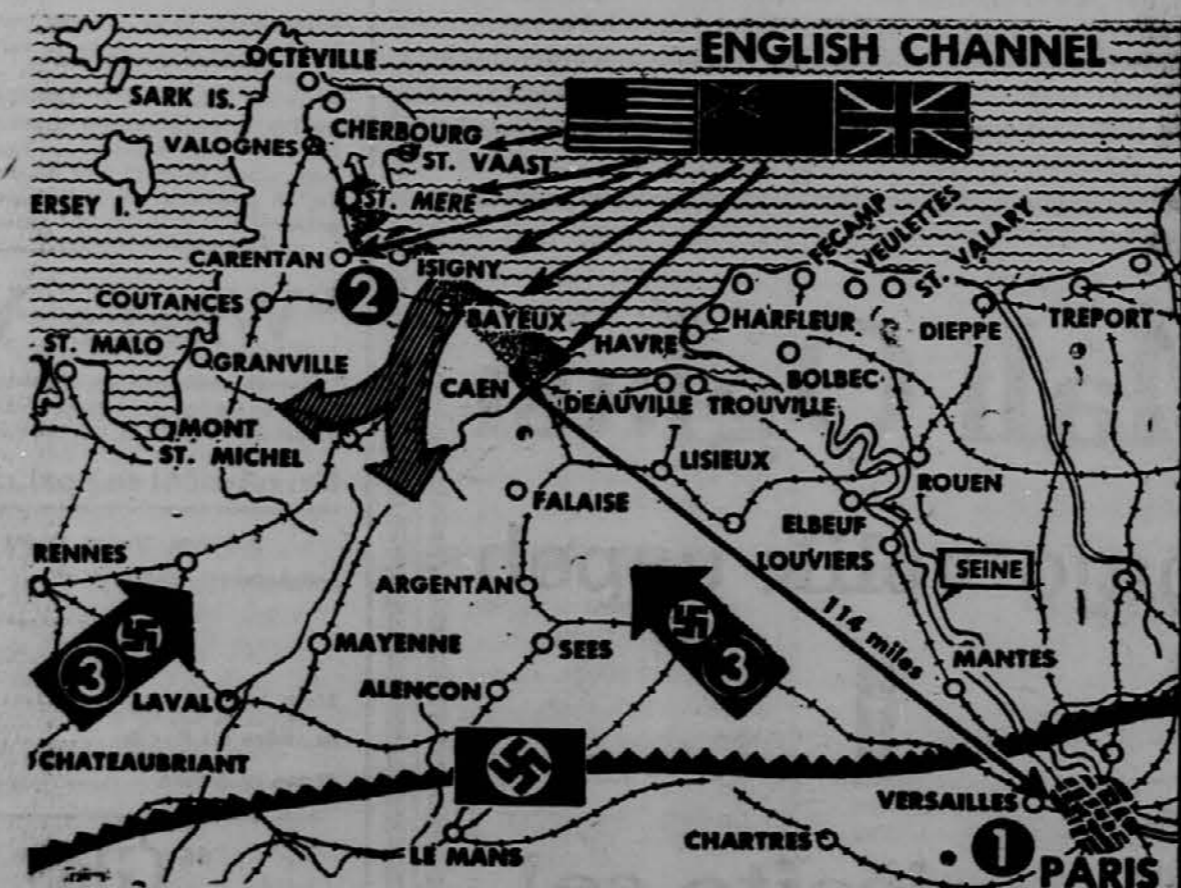 ENGLISH CHANNEL
OCTEVILLE
SARK IS.
CHERBOURG
VALOGNES
ST. VAAST
ST. MERE
ERSEY I.
CARENTAN
ISIGNY
2
COUTANCES
BAYEUX
FECAMP
VEULETTES
ST. VALARY
HARFLEUR
DIEPPE
TREPORT
ST. MALO
GRANVILLE
HAVRE
BOLBEC
CAEN
DEAUVILLE TROUVILLE
MONT
ST. MICHEL
LISIEUX
ROUEN
FALAISE
ELBEUF
LOUVIERS
RENNES
SEINE
ARGENTAN
114 miles
3
MAYENNE
SEES
3
MANTES
LAVAL
ALENCON
CHATEAUBRIANT
VERSAILLES
LE MANS
CHARTRES
1
PARIS